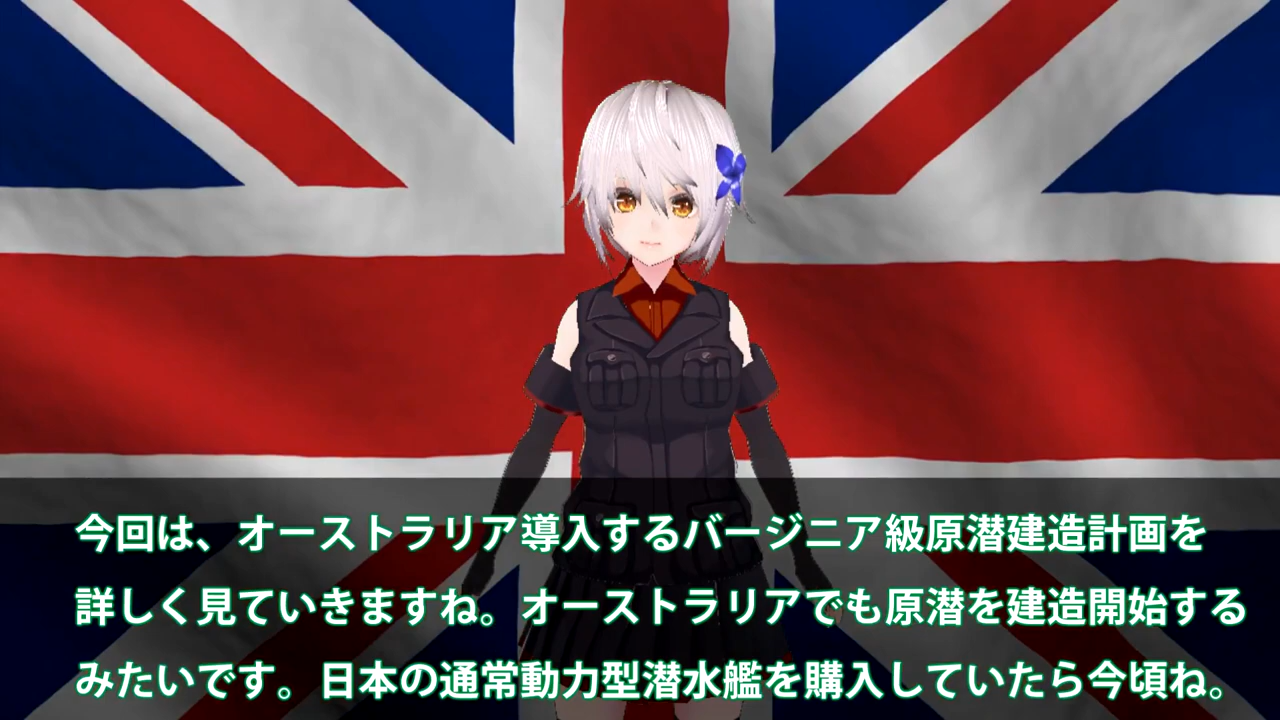 今回は、オーストラリア導入するバージニア級原潜建造計画を
詳しく見ていきますね。オーストラリアでも原潜を建造開始する
みたいです。日本の通常動力型潜水艦を購入していたら今頃ね。